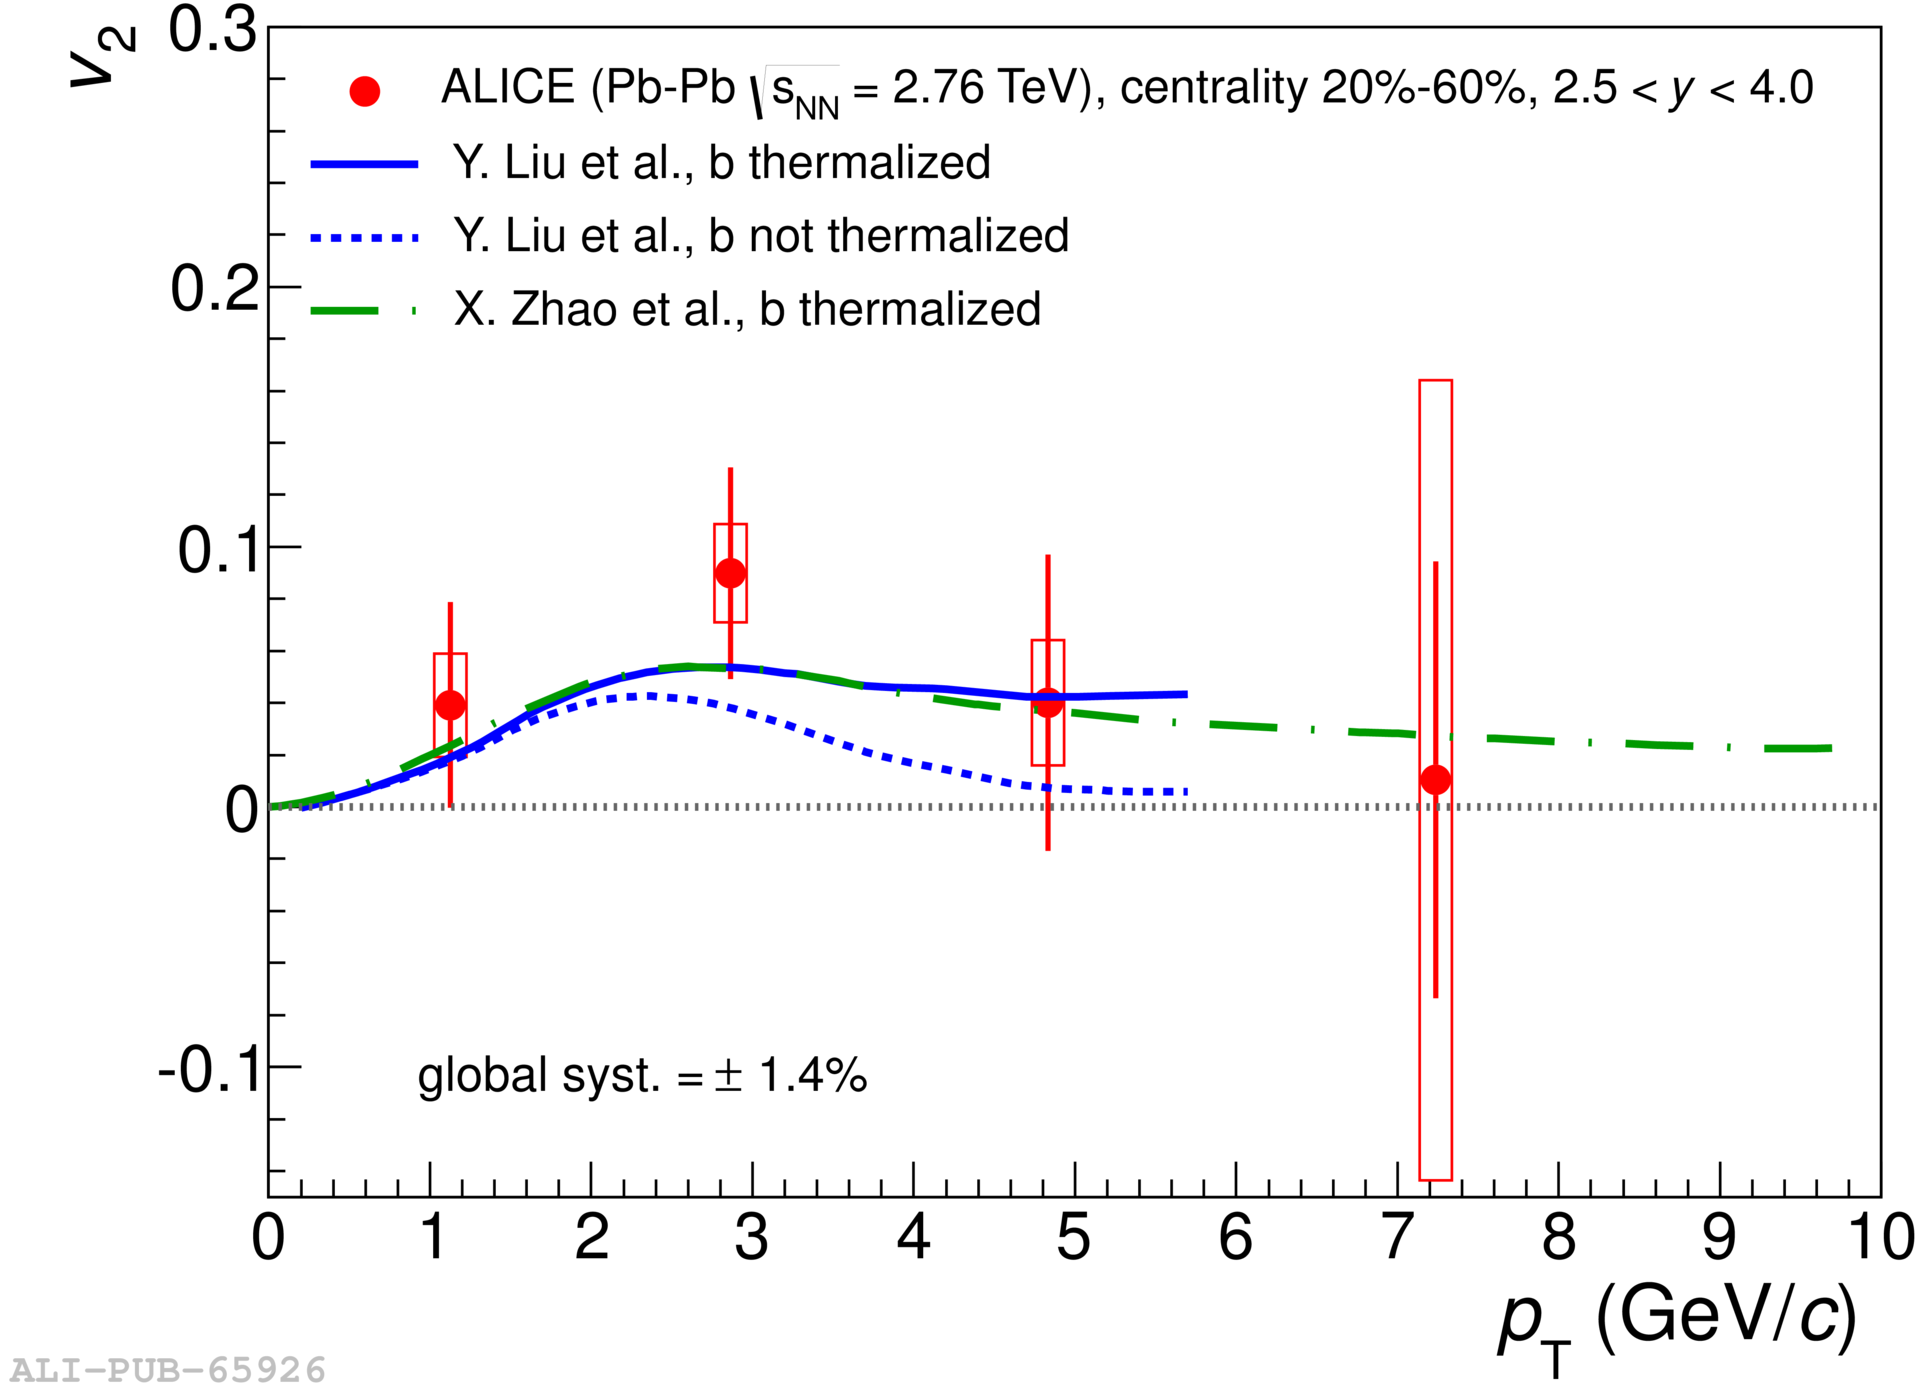 v2
0.3
ALICE (Pb-Pb √sNN = 2.76 TeV), centrality 20%-60%, 2.5 < y < 4.0
Y. Liu et al., b thermalized
Y. Liu et al., b not thermalized
X. Zhao et al., b thermalized
0.2
0.1
0
-0.1
global syst. = ± 1.4%
0 1 2 3 4 5 6 7 8 9 10
pT (GeV/c)
ALI-PUB-65926